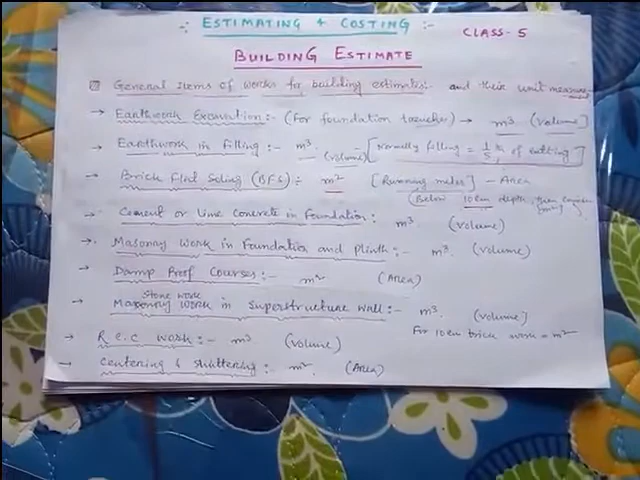 -: ESTIMATING & COSTING :-
CLASS-5
BUILDING ESTIMATE
General Items of works for building estimates:- and their unit measurement
→ Earthwork Excavation:- (For foundation trenches) → m³ (Volume)
→ Earthwork in filling:- m³ (volume) - [Normally filling = 1/5 th of cutting]
→ Brick Flat Soling (BFS):- m² [Running meter] - Area
(Below 10cm depth, then m²)
→ Cement or Lime Concrete in Foundation: m³ (volume)
→ Masonry Work in Foundation and plinth:- m³. (volume)
→ Damp Proof Courses:- m² (Area)
Stone work
→ Masonry Work in Superstructure Wall:- m³. (volume)
For 10cm brick work = m²
→ R.C.C work:- m³ (volume)
→ Centering & shuttering:- m². (Area)